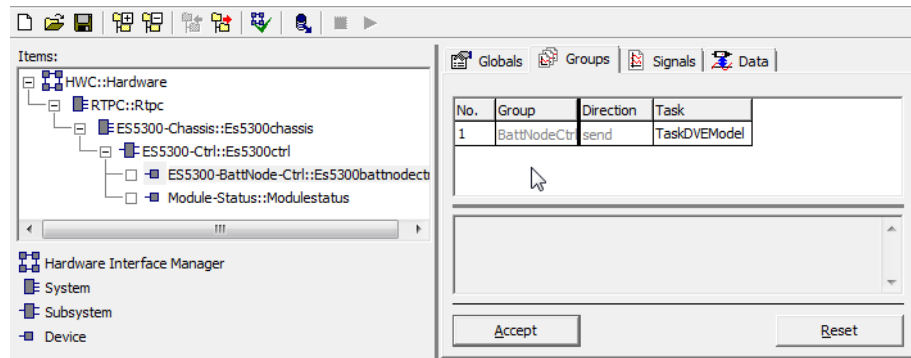 Items:
HWC::Hardware
RTPC::Rtpc
ES5300-Chassis::Es5300chassis
ES5300-Ctrl::Es5300ctrl
ES5300-BattNode-Ctrl::Es5300battnodectr
Module-Status::Modulestatus
Hardware Interface Manager
System
Subsystem
Device
Globals Groups Signals Data
No. Group Direction Task
1 BattNodeCtrl send TaskDVEModel
Accept Reset